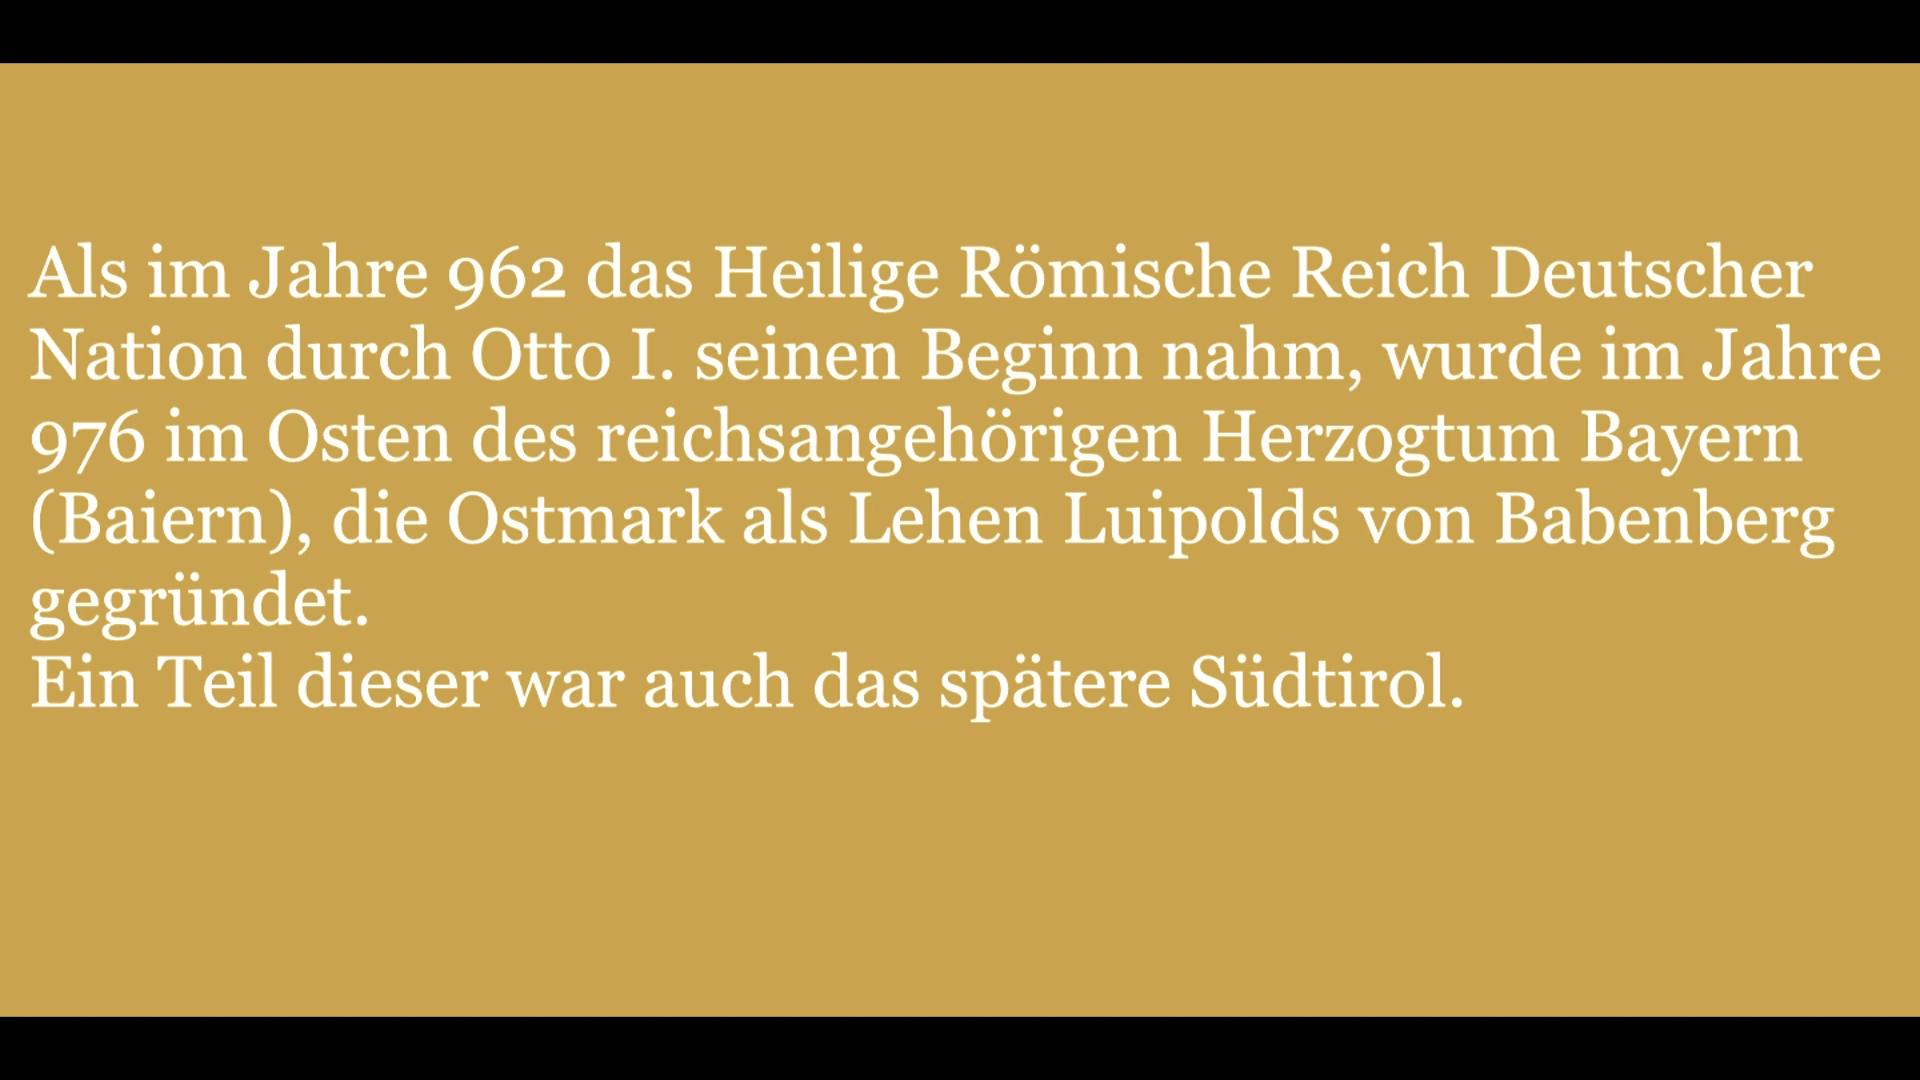 Als im Jahre 962 das Heilige Römische Reich Deutscher
Nation durch Otto I. seinen Beginn nahm, wurde im Jahre
976 im Osten des reichsangehörigen Herzogtum Bayern
(Baiern), die Ostmark als Lehen Luipolds von Babenberg
gegründet.
Ein Teil dieser war auch das spätere Südtirol.